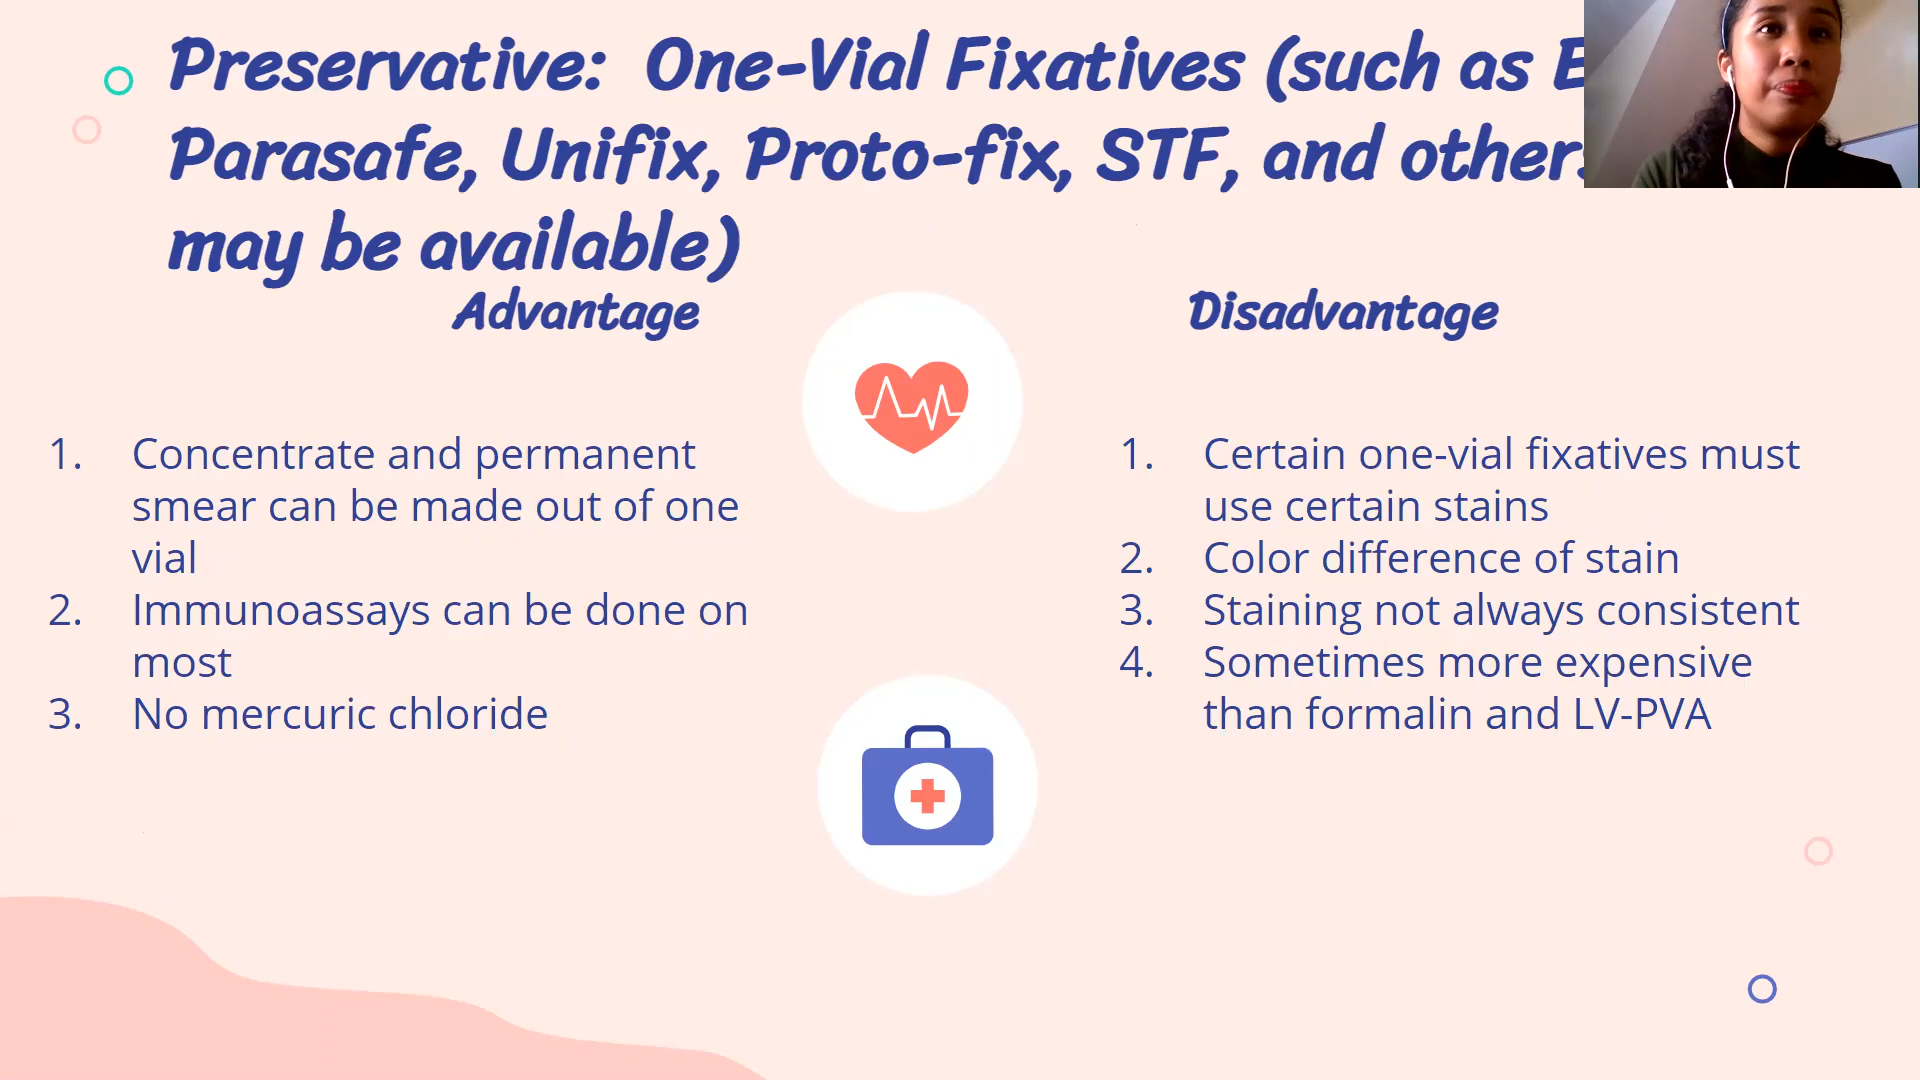 Preservative: One-Vial Fixatives (such as
Parasafe, Unifix, Proto-fix, STF, and others
may be available)
Advantage
Disadvantage
1. Concentrate and permanent
smear can be made out of one
vial
2. Immunoassays can be done on
most
3. No mercuric chloride
1. Certain one-vial fixatives must
use certain stains
2. Color difference of stain
3. Staining not always consistent
4. Sometimes more expensive
than formalin and LV-PVA